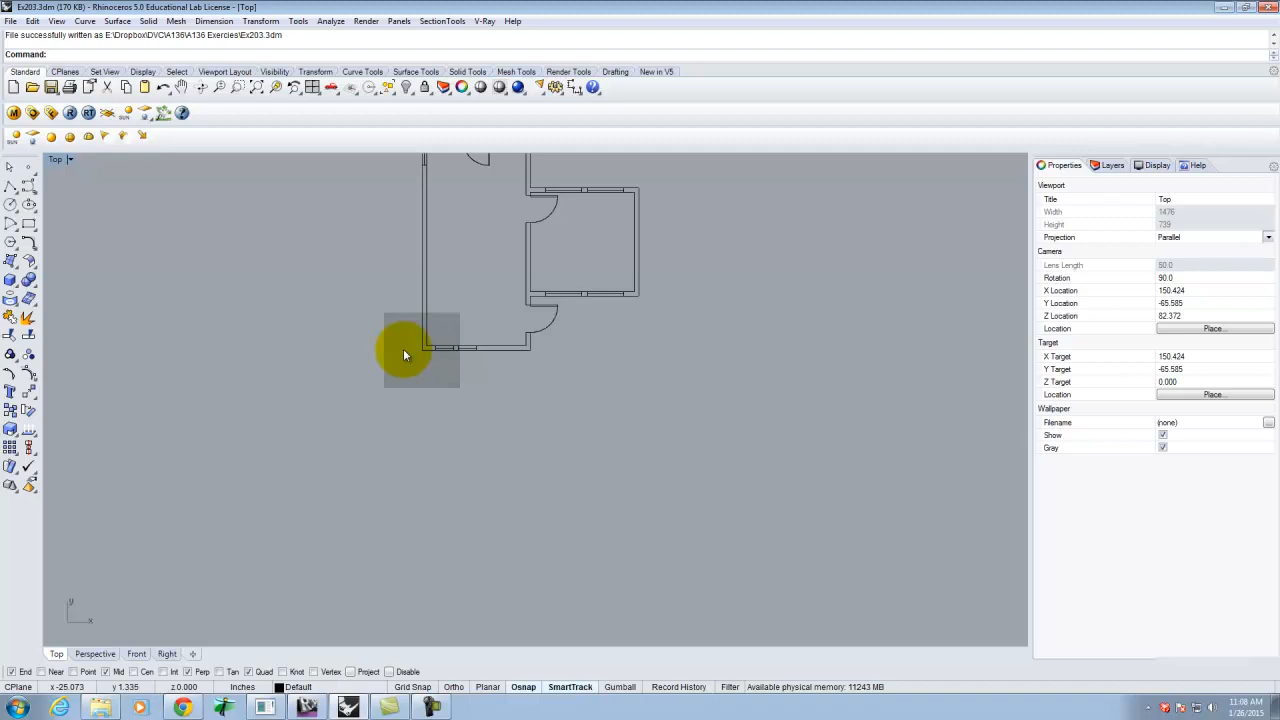 Ex203.3dm (170 KB) - Rhinoceros 5.0 Educational Lab License - [Top]
File Edit View Curve Surface Solid Mesh Dimension Transform Tools Analyze Render Panels SectionTools V-Ray Help
File successfully written as E:\Dropbox\DVC\A136\A136 Exercies\Ex203.3dm
Command:
Standard CPlanes Set View Display Select Viewport Layout Visibility Transform Curve Tools Surface Tools Solid Tools Mesh Tools Render Tools Drafting New in V5
M R RT SUN
SUN
Top
Properties Layers Display Help
Viewport
Title Top
Width 1476
Height 739
Projection Parallel
Camera
Lens Length 50.0
Rotation 90.0
X Location 150.424
Y Location -65.585
Z Location 82.372
Location Place...
Target
X Target 150.424
Y Target -65.585
Z Target 0.000
Location Place...
Wallpaper
Filename (none)
Show
Gray
y
x
Top Perspective Front Right
End Near Point Mid Cen Int Perp Tan Quad Knot Vertex Project Disable
CPlane x -25.073 y 1.335 z 0.000 Inches Default Grid Snap Ortho Planar Osnap SmartTrack Gumball Record History Filter Available physical memory: 11243 MB
11:08 AM
1/26/2015